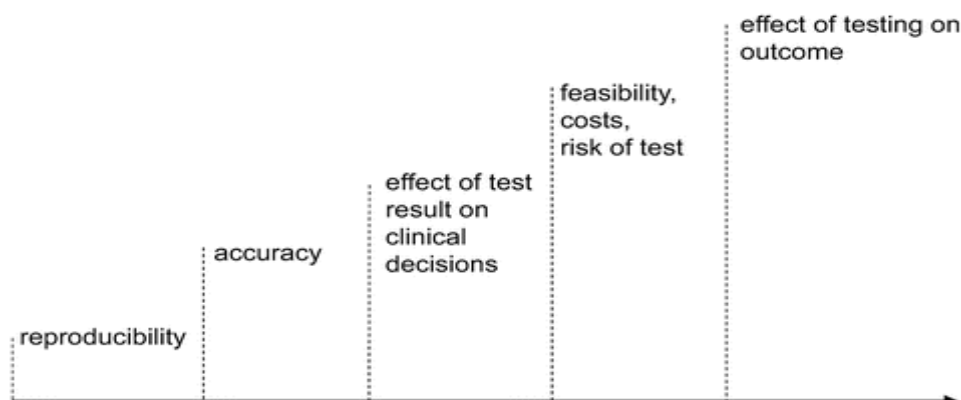 reproducibility
accuracy
effect of test
result on
clinical
decisions
feasibility,
costs,
risk of test
effect of testing on
outcome